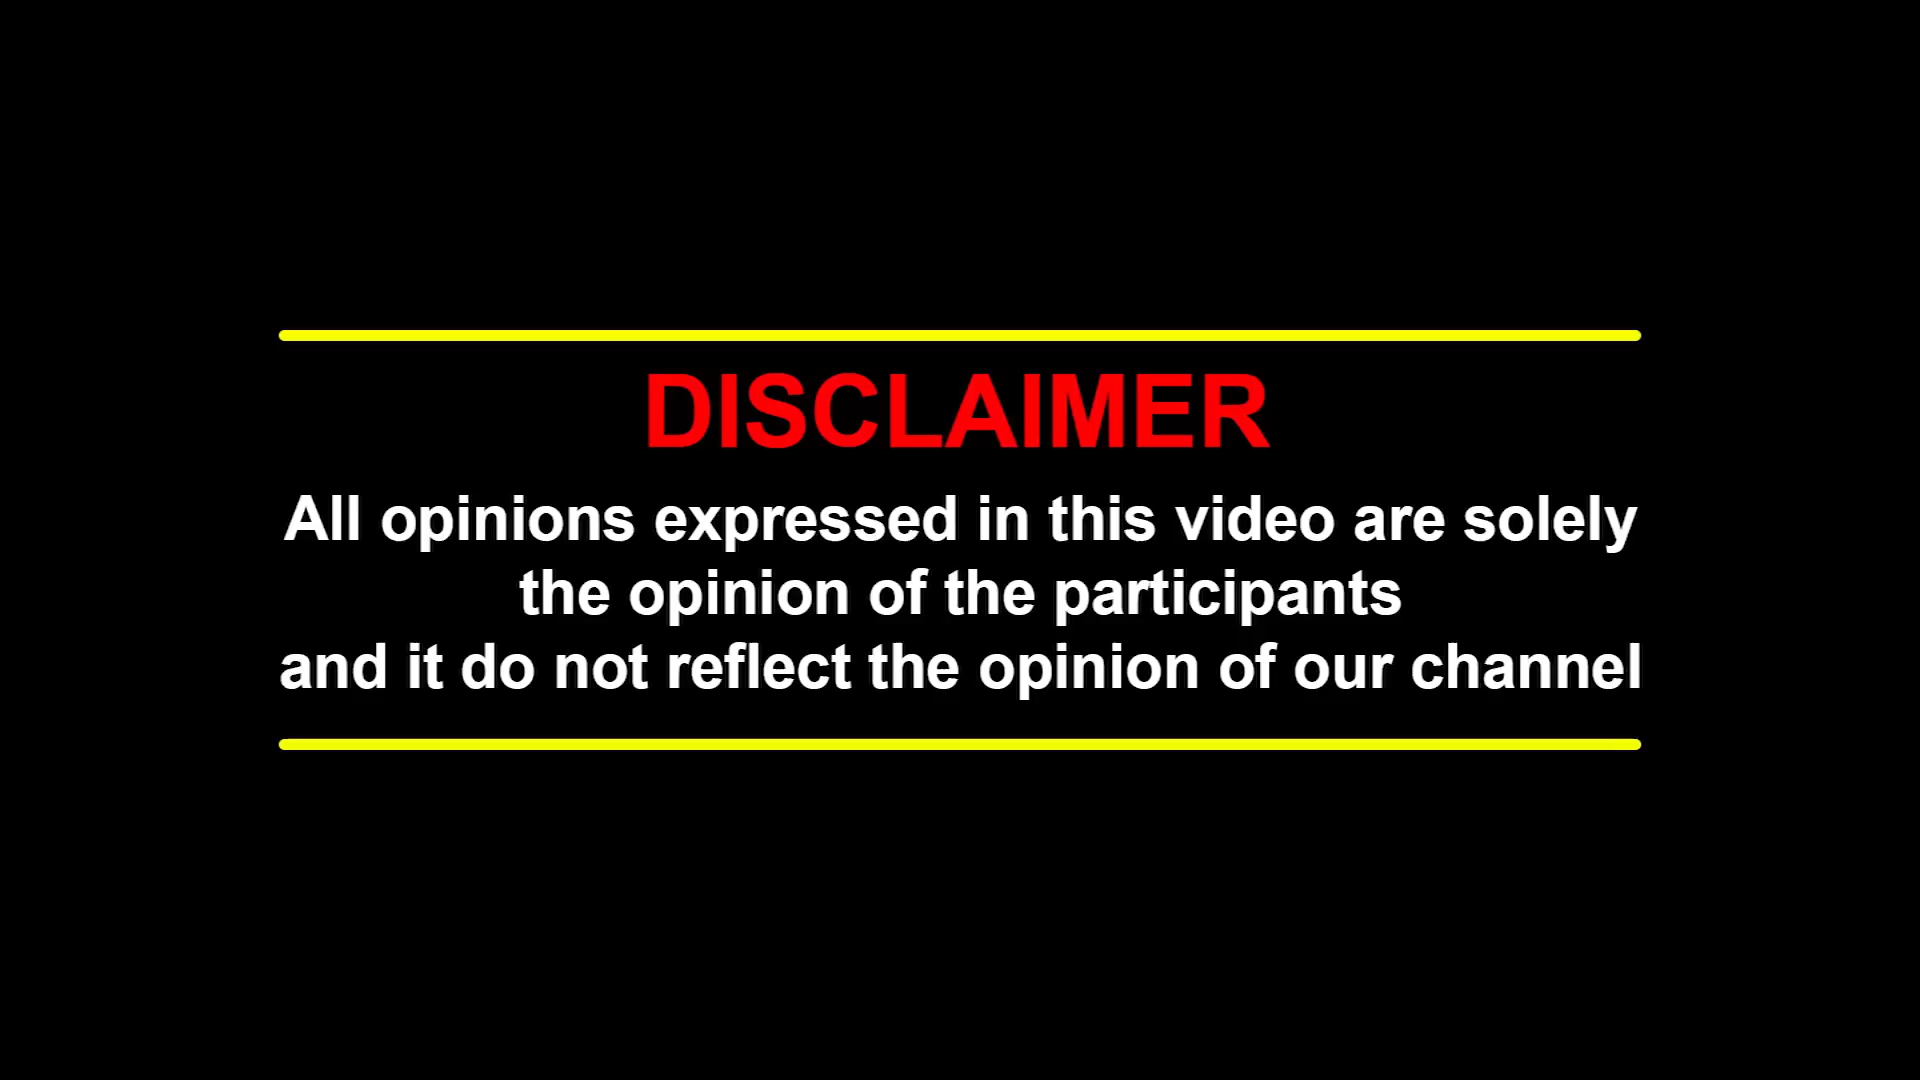 DISCLAIMER
All opinions expressed in this video are solely
the opinion of the participants
and it do not reflect the opinion of our channel